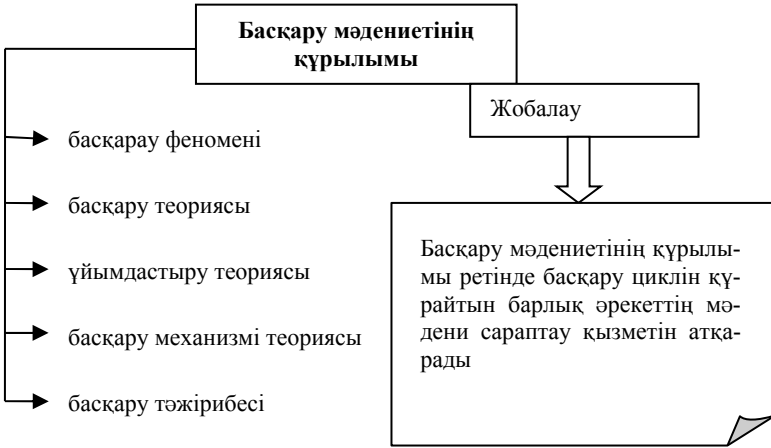 Басқару мәдениетінің
құрылымы
Жобалау
басқарау феномені
басқару теориясы
ұйымдастыру теориясы
басқару механизмі теориясы
басқару тәжірибесі
Басқару мәдениетінің құрылы-
мы ретінде басқару циклін құ-
райтын барлық әрекеттің мә-
дени сараптау қызметін атқа-
рады